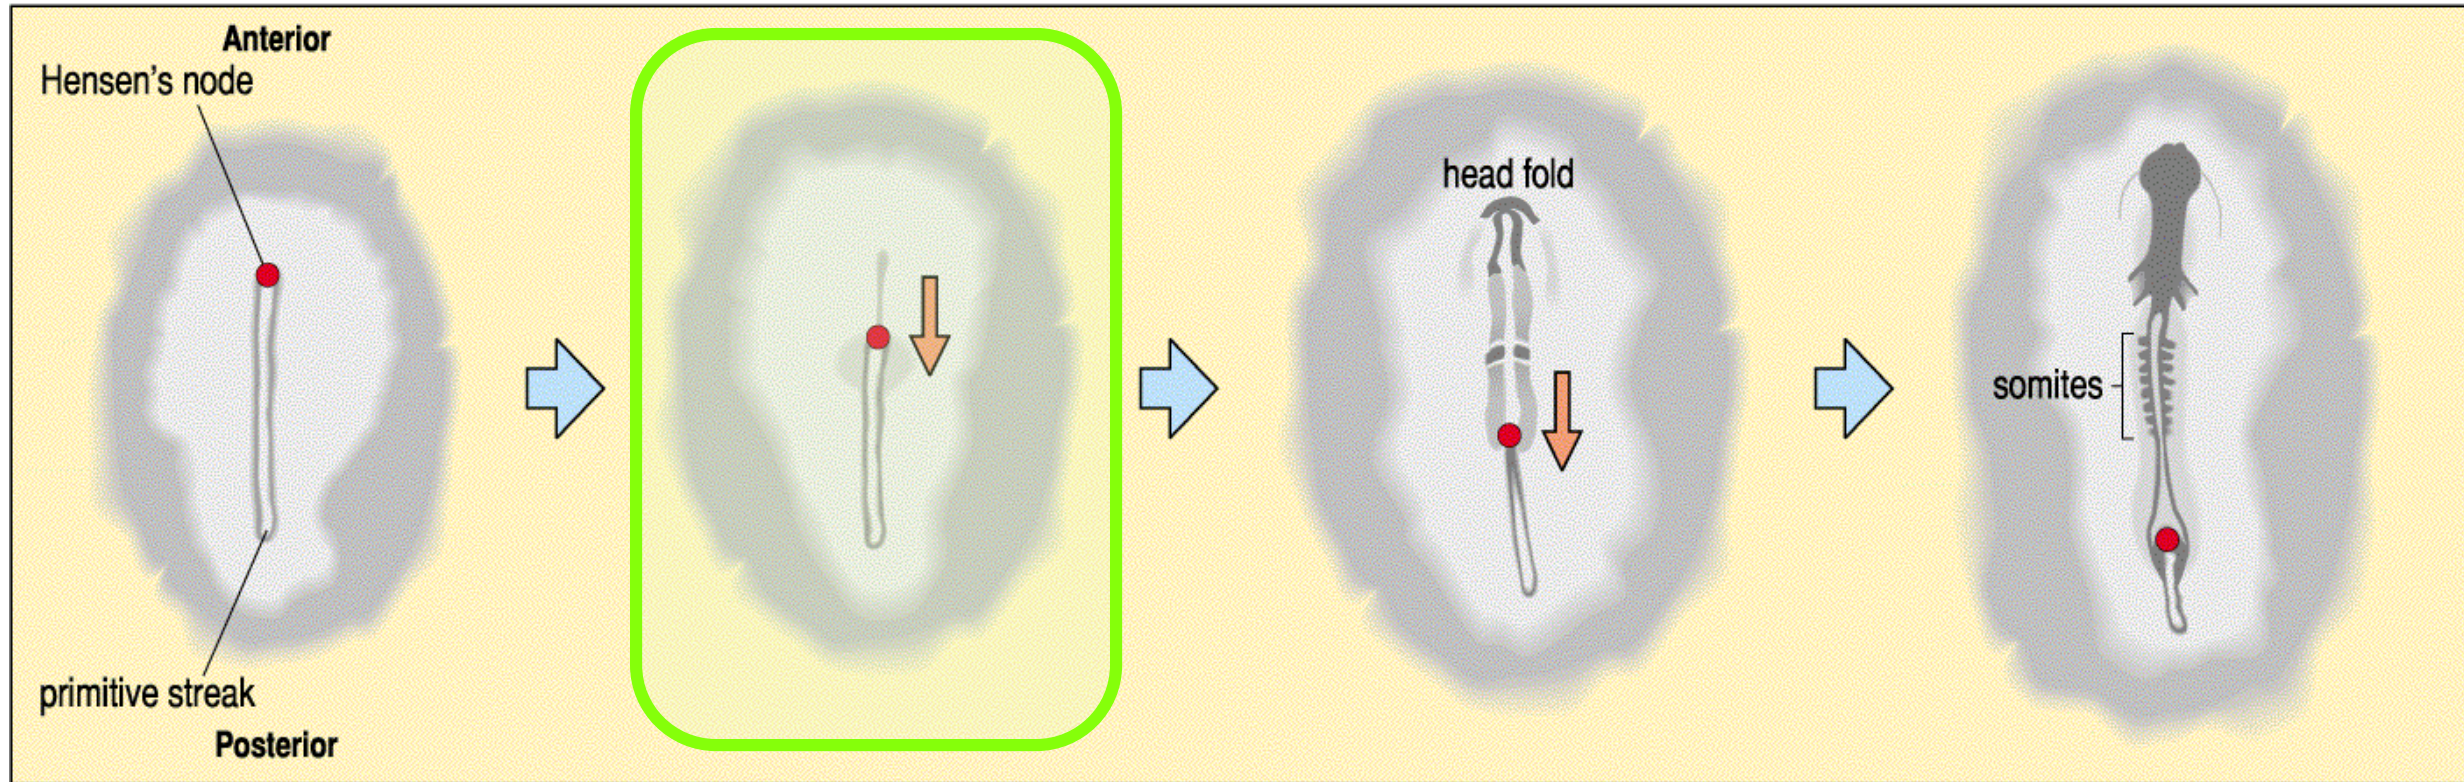 Anterior
Hensen's node
primitive streak
Posterior
head fold
somites